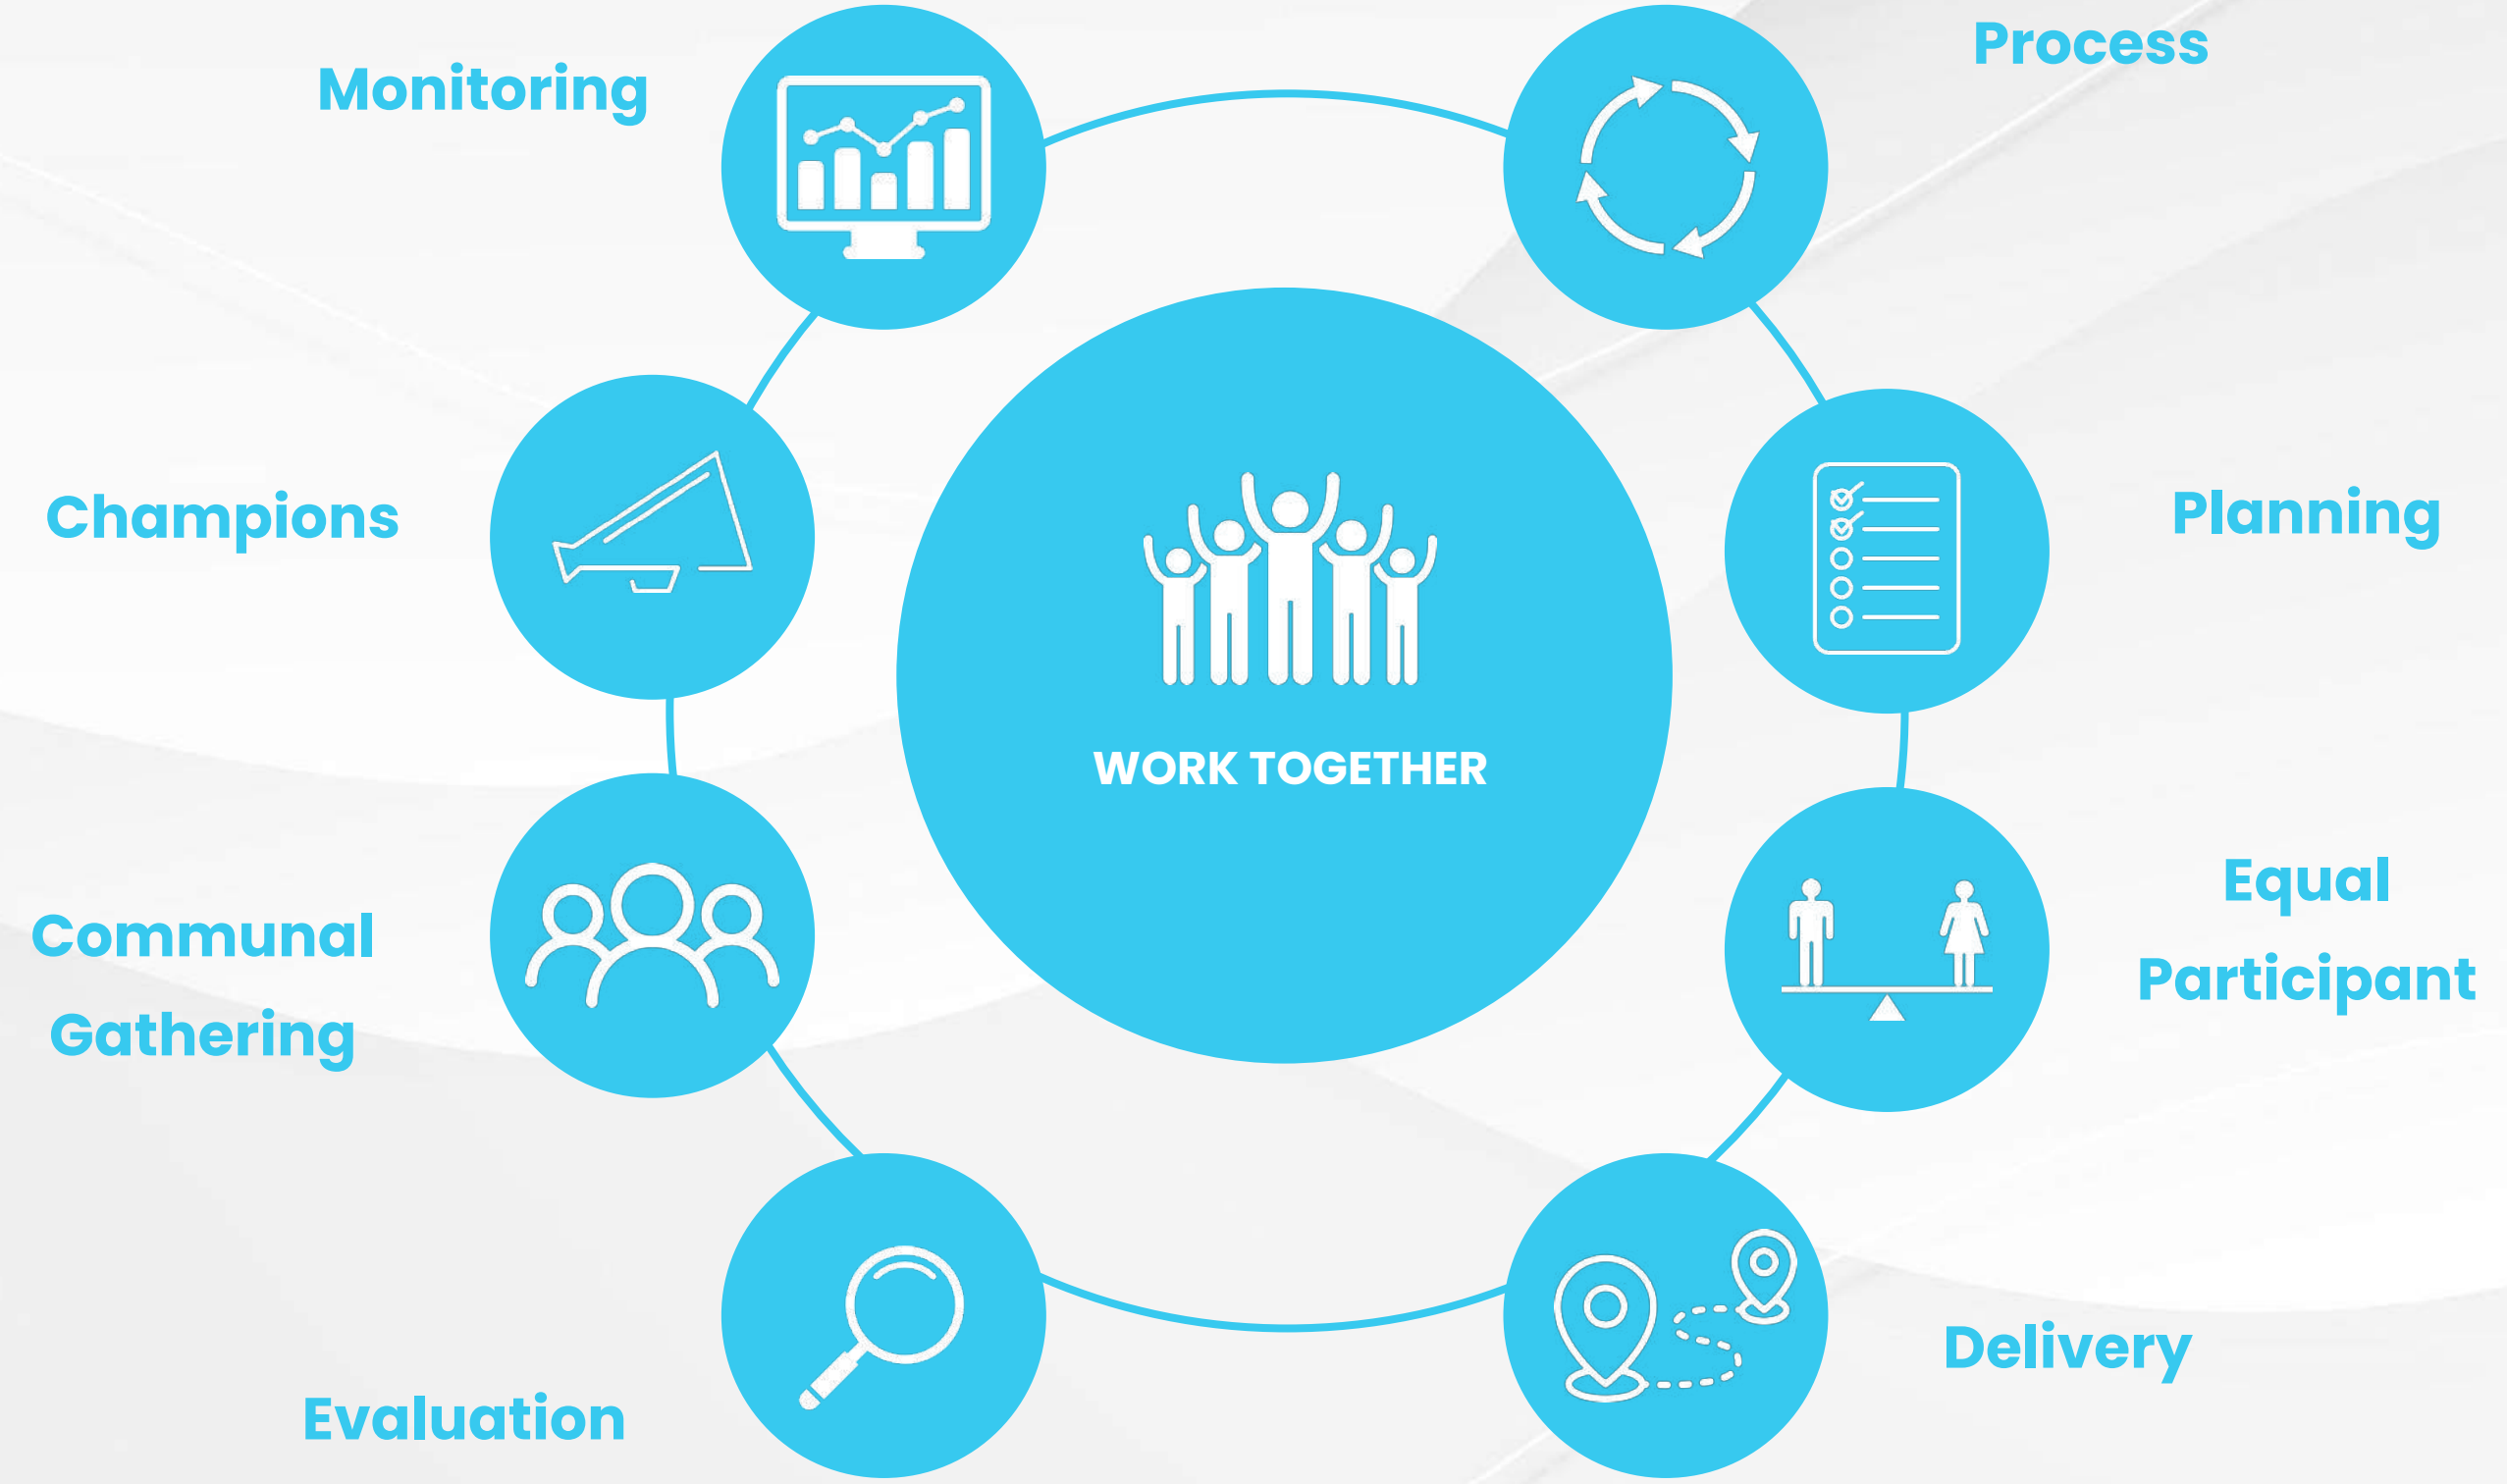 Process
Monitoring
Champions
Planning
WORK TOGETHER
Equal
Participant
Communal
Gathering
Delivery
Evaluation